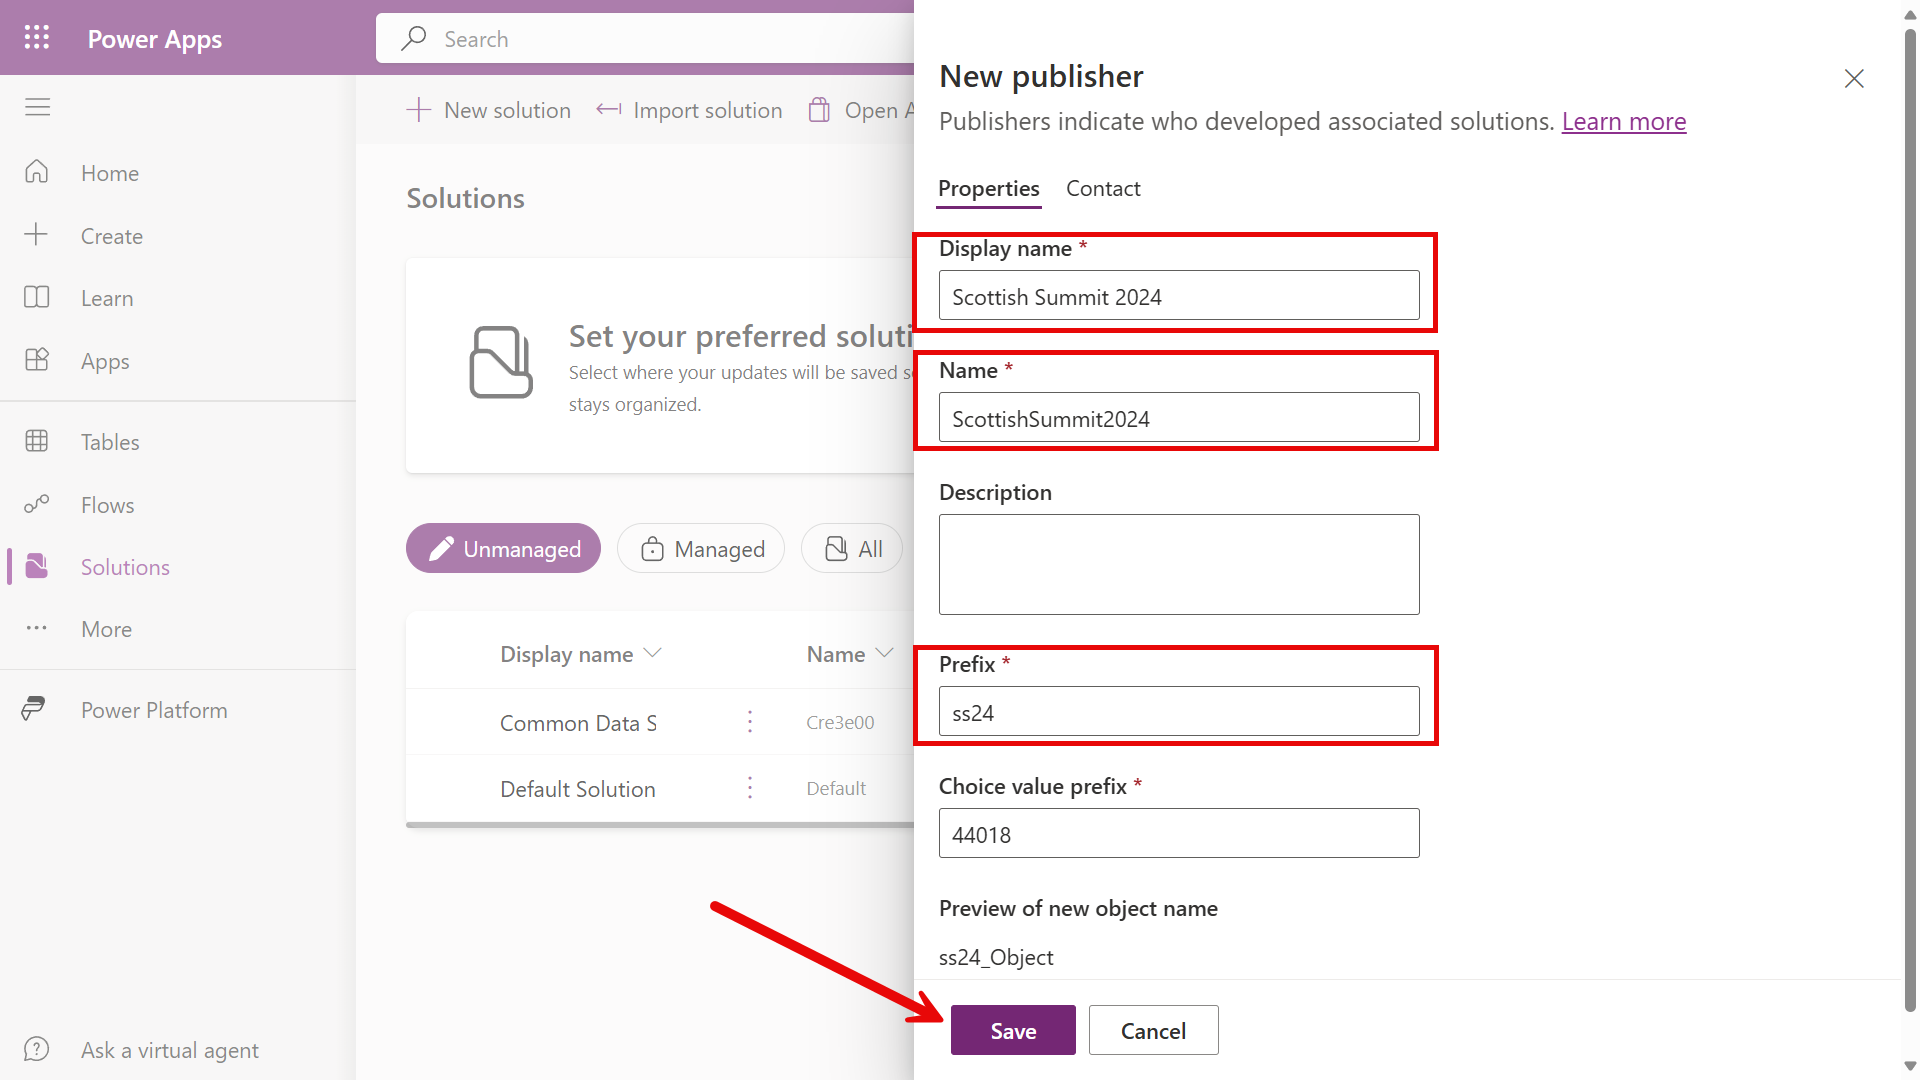 Power Apps
Search
New solution
Import solution
Open A
Home
Create
Learn
Apps
Tables
Flows
Solutions
More
Power Platform
Ask a virtual agent
Solutions
Set your preferred soluti
Select where your updates will be saved s
stays organized.
Unmanaged
Managed
All
Display name
Name
Common Data S
Cre3e00
Default Solution
Default
New publisher
Publishers indicate who developed associated solutions. Learn more
Properties
Contact
Display name *
Scottish Summit 2024
Name *
ScottishSummit2024
Description
Prefix *
ss24
Choice value prefix *
44018
Preview of new object name
ss24_Object
Save
Cancel